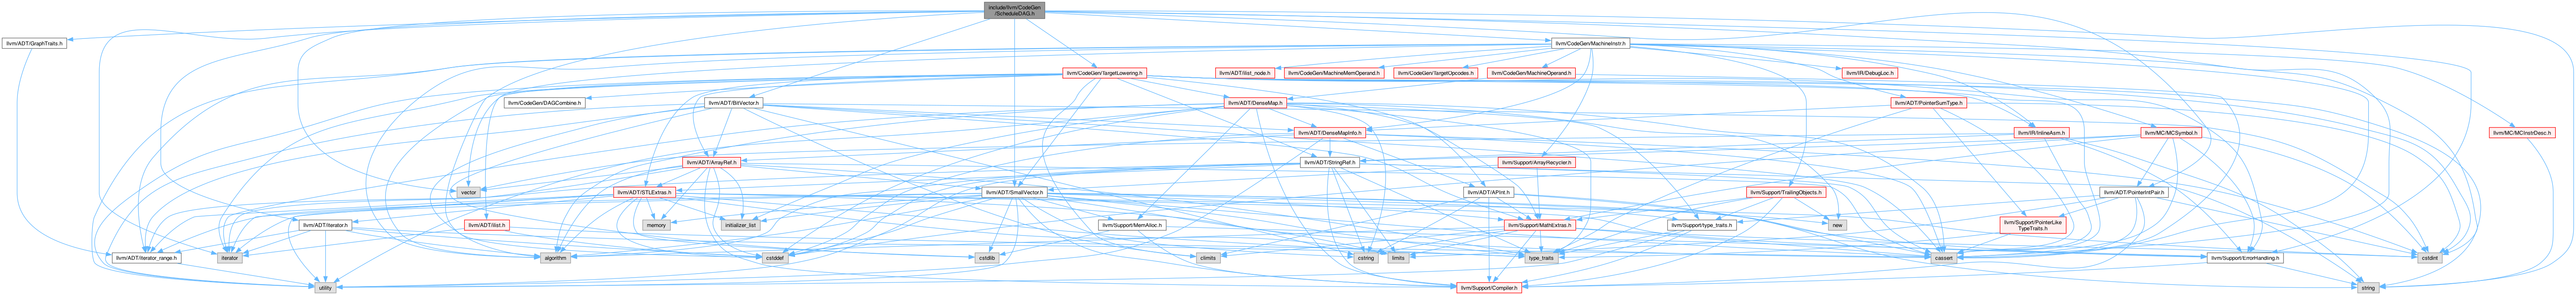 include/llvm/CodeGen
/ScheduleDAG.h
llvm/ADT/GraphTraits.h
llvm/CodeGen/MachineInstr.h
llvm/CodeGen/TargetLowering.h
llvm/ADT/ilist_node.h
llvm/CodeGen/MachineMemOperand.h
llvm/CodeGen/TargetOpcodes.h
llvm/CodeGen/MachineOperand.h
llvm/IR/DebugLoc.h
llvm/CodeGen/DAGCombine.h
llvm/ADT/BitVector.h
llvm/ADT/DenseMap.h
llvm/ADT/PointerSumType.h
llvm/ADT/DenseMapInfo.h
llvm/IR/InlineAsm.h
llvm/MC/MCSymbol.h
llvm/MC/MCInstrDesc.h
llvm/ADT/ArrayRef.h
llvm/ADT/StringRef.h
llvm/Support/ArrayRecycler.h
vector
llvm/ADT/STLExtras.h
llvm/ADT/SmallVector.h
llvm/ADT/APInt.h
llvm/Support/TrailingObjects.h
llvm/ADT/PointerIntPair.h
llvm/ADT/iterator.h
llvm/ADT/ilist.h
memory
initializer_list
llvm/Support/MemAlloc.h
llvm/Support/MathExtras.h
llvm/Support/type_traits.h
new
llvm/Support/PointerLike
TypeTraits.h
llvm/ADT/iterator_range.h
iterator
algorithm
cstddef
cstdlib
climits
cstring
limits
type_traits
cassert
llvm/Support/ErrorHandling.h
cstdint
utility
llvm/Support/Compiler.h
string